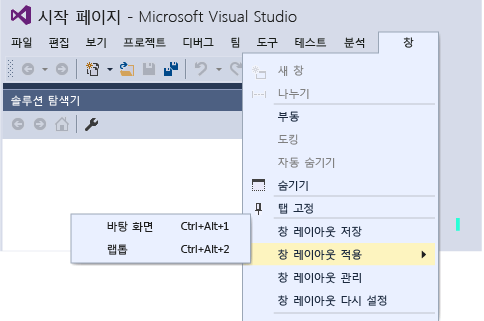 시작 페이지 - Microsoft Visual Studio
파일 편집 보기 프로젝트 디버그 팀 도구 테스트 분석 창
솔루션 탐색기
새 창
나누기
부동
도킹
자동 숨기기
숨기기
탭 고정
창 레이아웃 저장
창 레이아웃 적용
바탕 화면 Ctrl+Alt+1
랩톱 Ctrl+Alt+2
창 레이아웃 관리
창 레이아웃 다시 설정